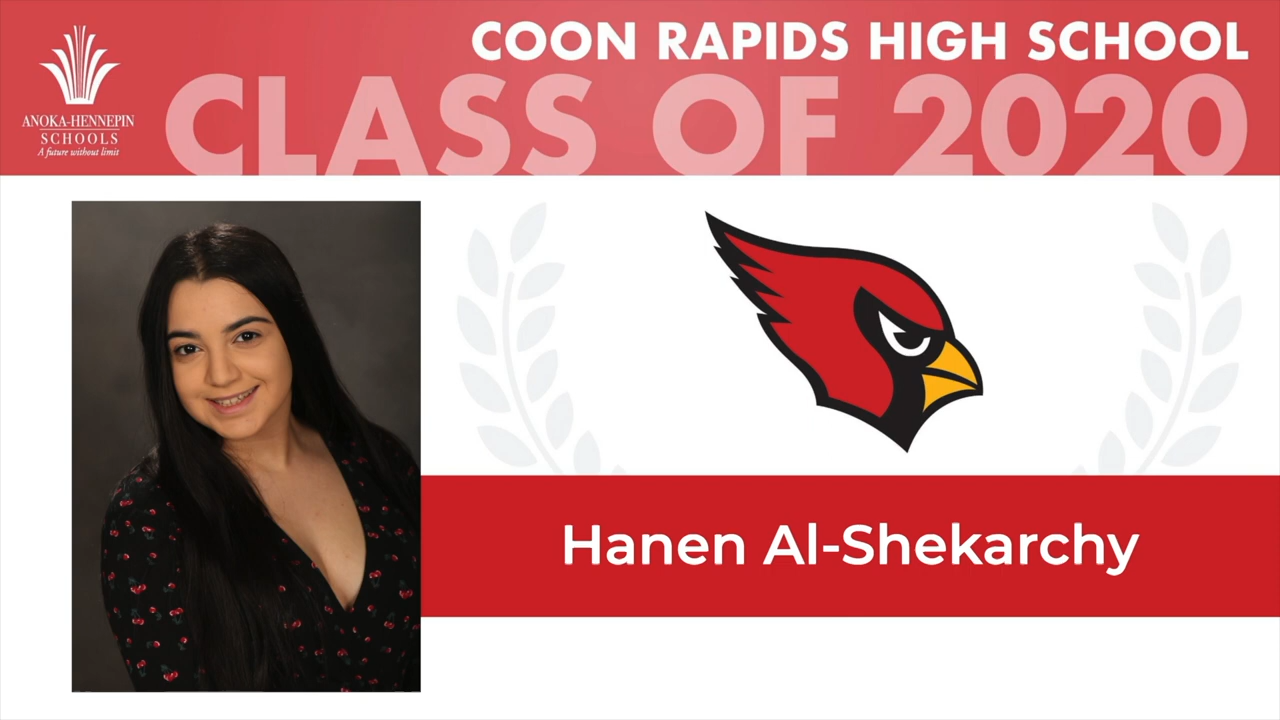 COON RAPIDS HIGH SCHOOL
CLASS OF 2020
ANOKA-HENNEPIN
SCHOOLS
A future without limit
Hanen Al-Shekarchy